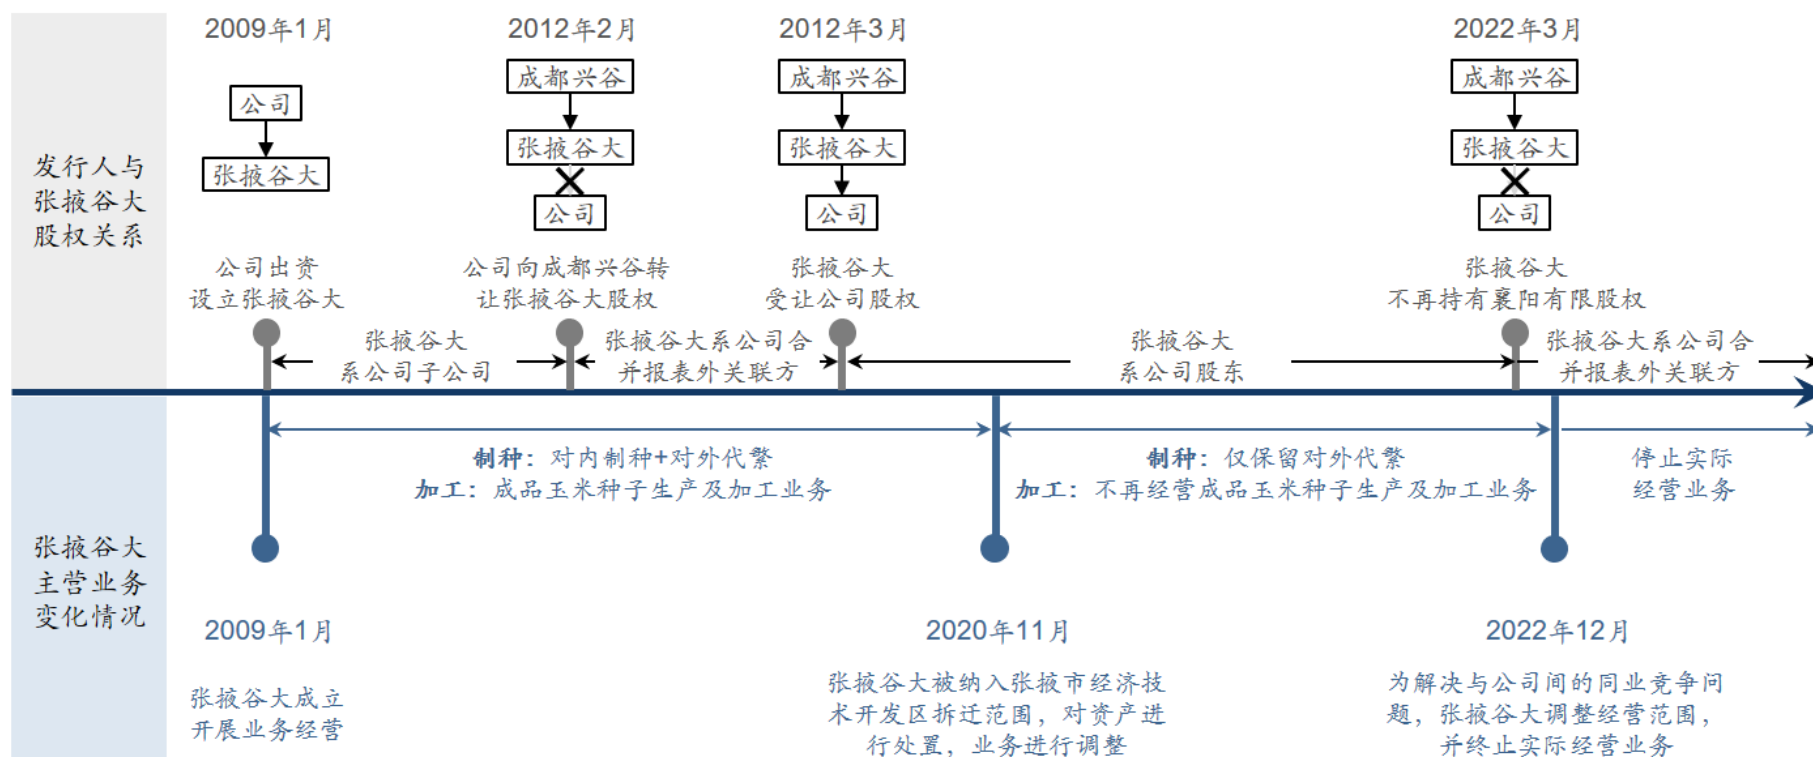 2009年1月
2012年2月
2012年3月
2022年3月
公司
张掖谷大
成都兴谷
张掖谷大
公司
成都兴谷
张掖谷大
公司
成都兴谷
张掖谷大
公司
发行人与
张掖谷大
股权关系
公司出资
设立张掖谷大
公司向成都兴谷转
让张掖谷大股权
张掖谷大
受让公司股权
张掖谷大
不再持有襄阳有限股权
张掖谷大
系公司子公司
张掖谷大系公司合
并报表外关联方
张掖谷大
系公司股东
张掖谷大系公司合
并报表外关联方
制种：对内制种+对外代繁
加工：成品玉米种子生产及加工业务
制种：仅保留对外代繁
加工：不再经营成品玉米种子生产及加工业务
停止实际
经营业务
张掖谷大
主营业务
变化情况
2009年1月
张掖谷大成立
开展业务经营
2020年11月
张掖谷大被纳入张掖市经济技
术开发区拆迁范围，对资产进
行处置，业务进行调整
2022年12月
为解决与公司间的同业竞争问
题，张掖谷大调整经营范围，
并终止实际经营业务